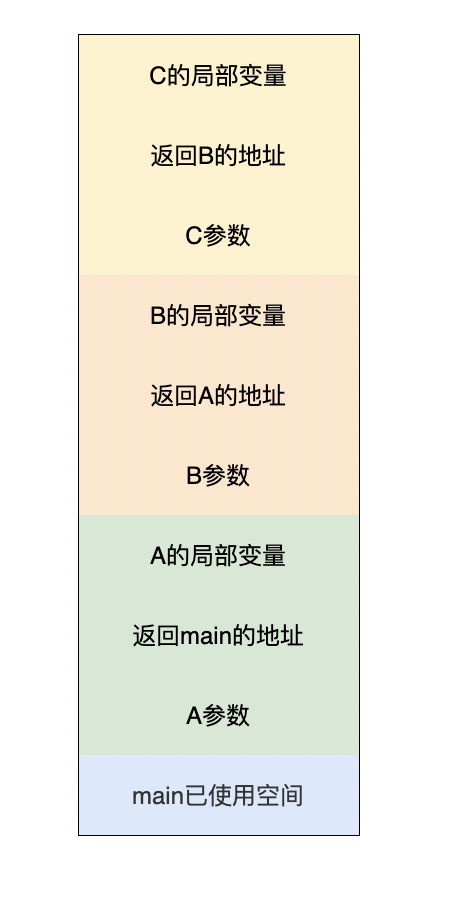 C的局部变量
返回B的地址
C参数
B的局部变量
返回A的地址
B参数
A的局部变量
返回main的地址
A参数
main已使用空间